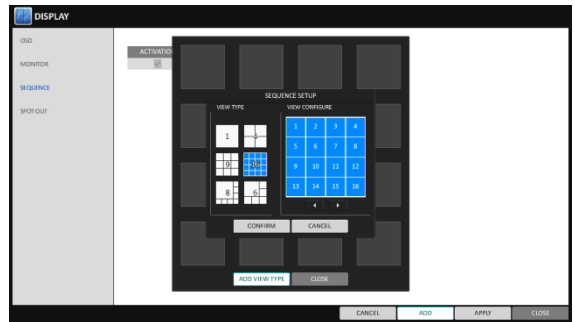 DISPLAY
OSD
MONITOR
SEQUENCE
SPOT OUT
ACTIVATIO
SEQUENCE SETUP
VIEW TYPE VIEW CONFIGURE
1 4
9 16
8 6
1 2 3 4
5 6 7 8
9 10 11 12
13 14 15 16
CONFIRM CANCEL
ADD VIEW TYPE CLOSE
CANCEL ADD APPLY CLOSE